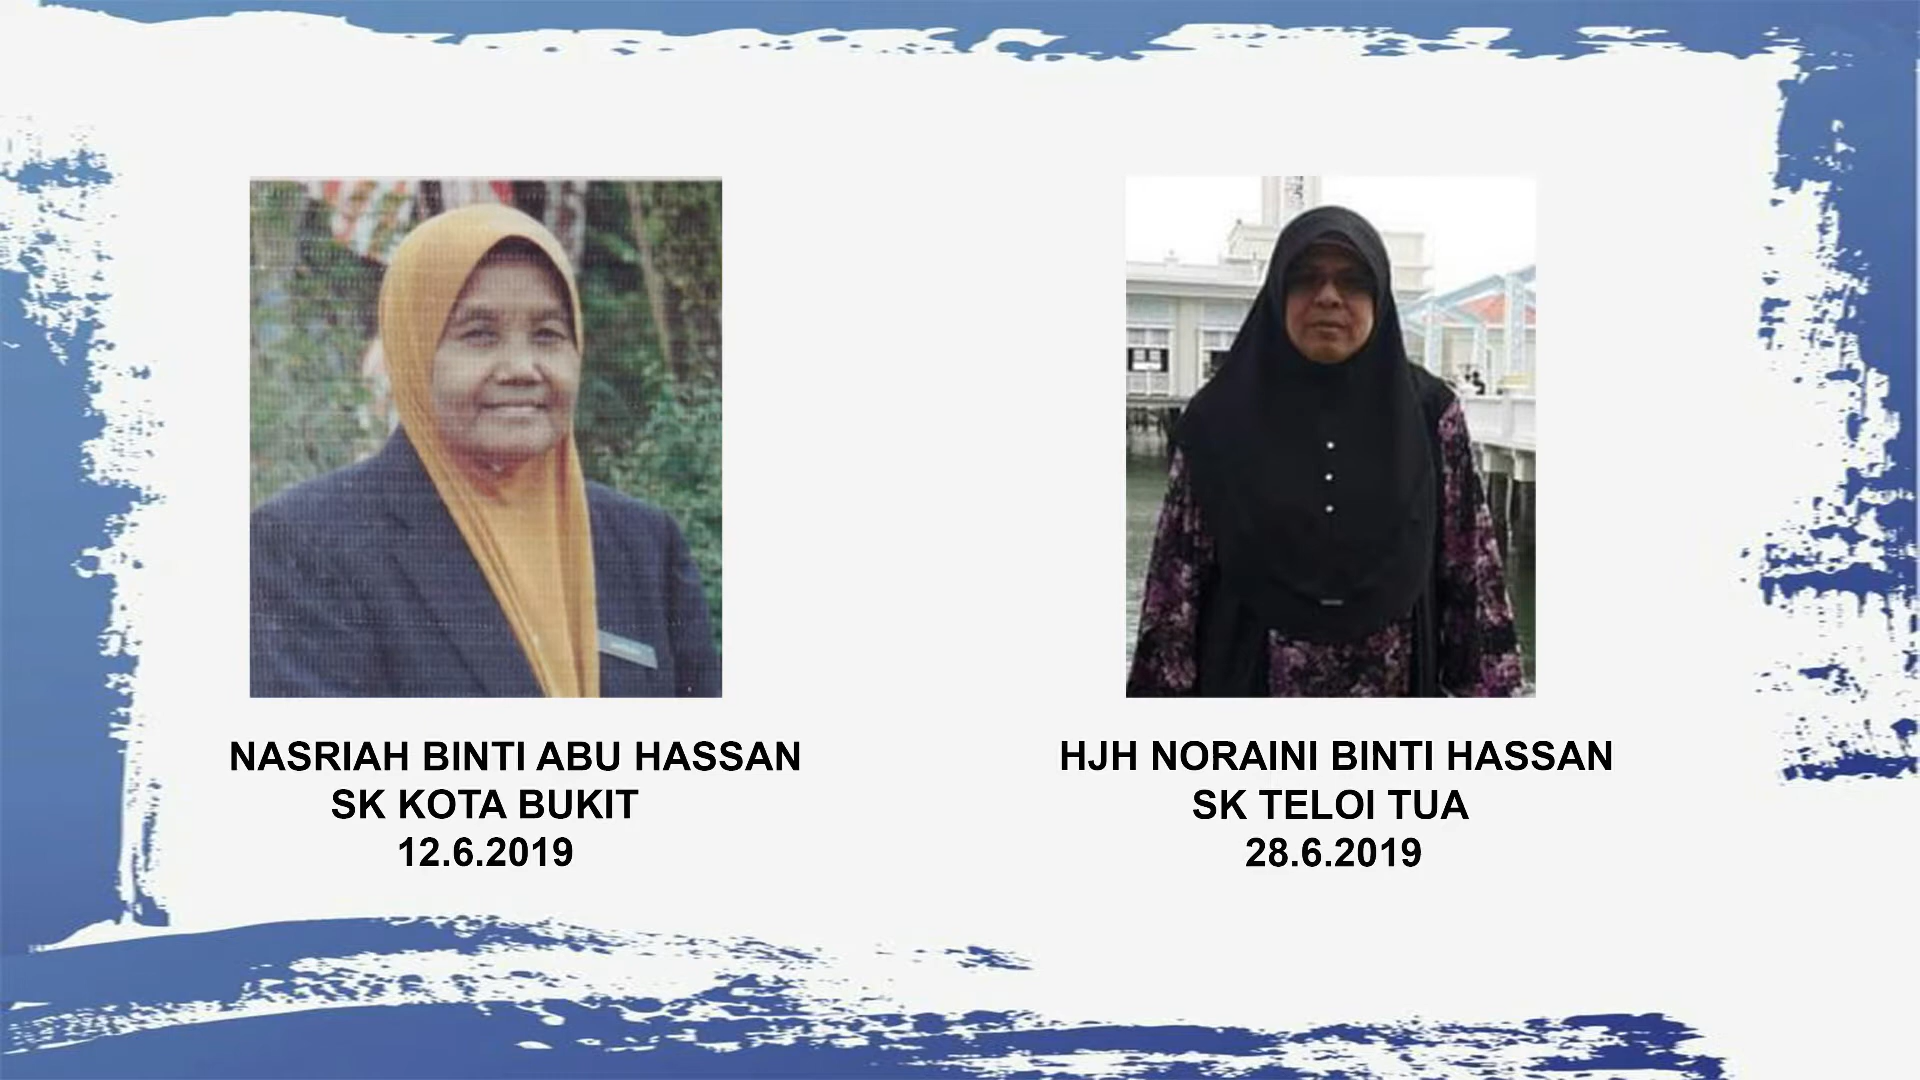 NASRIAH BINTI ABU HASSAN
SK KOTA BUKIT
12.6.2019
HJH NORAINI BINTI HASSAN
SK TELOI TUA
28.6.2019